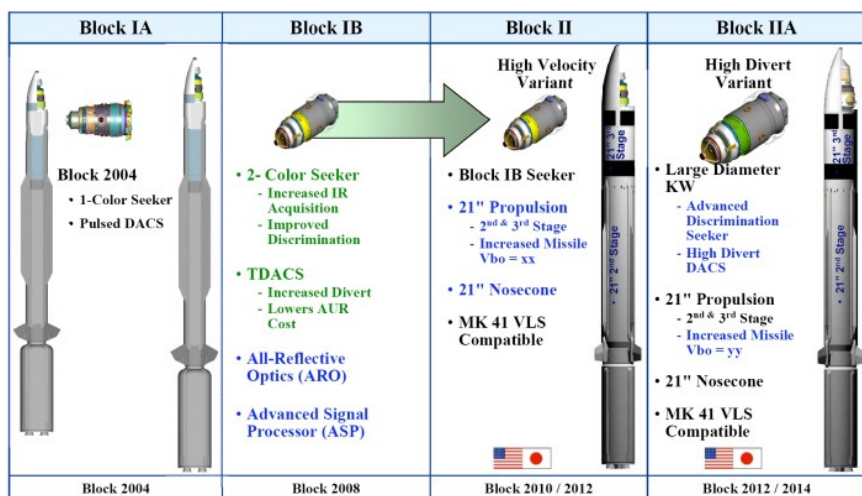 Block IA
Block 2004
• 1-Color Seeker
• Pulsed DACS
Block 2004
Block IB
• 2- Color Seeker
- Increased IR
Acquisition
- Improved
Discrimination
• TDACS
- Increased Divert
- Lowers AUR
Cost
• All-Reflective
Optics (ARO)
• Advanced Signal
Processor (ASP)
Block 2008
Block II
High Velocity
Variant
• Block IB Seeker
• 21" Propulsion
- 2nd & 3rd Stage
- Increased Missile
Vbo = xx
• 21" Nosecone
• MK 41 VLS
Compatible
• 21" 3rd
Stage
• 21" 2nd Stage
Block 2010 / 2012
Block IIA
High Divert
Variant
• Large Diameter
KW
- Advanced
Discrimination
Seeker
- High Divert
DACS
• 21" Propulsion
- 2nd & 3rd Stage
- Increased Missile
Vbo = yy
• 21" Nosecone
• MK 41 VLS
Compatible
• 21" 3rd
Stage
• 21" 2nd Stage
Block 2012 / 2014